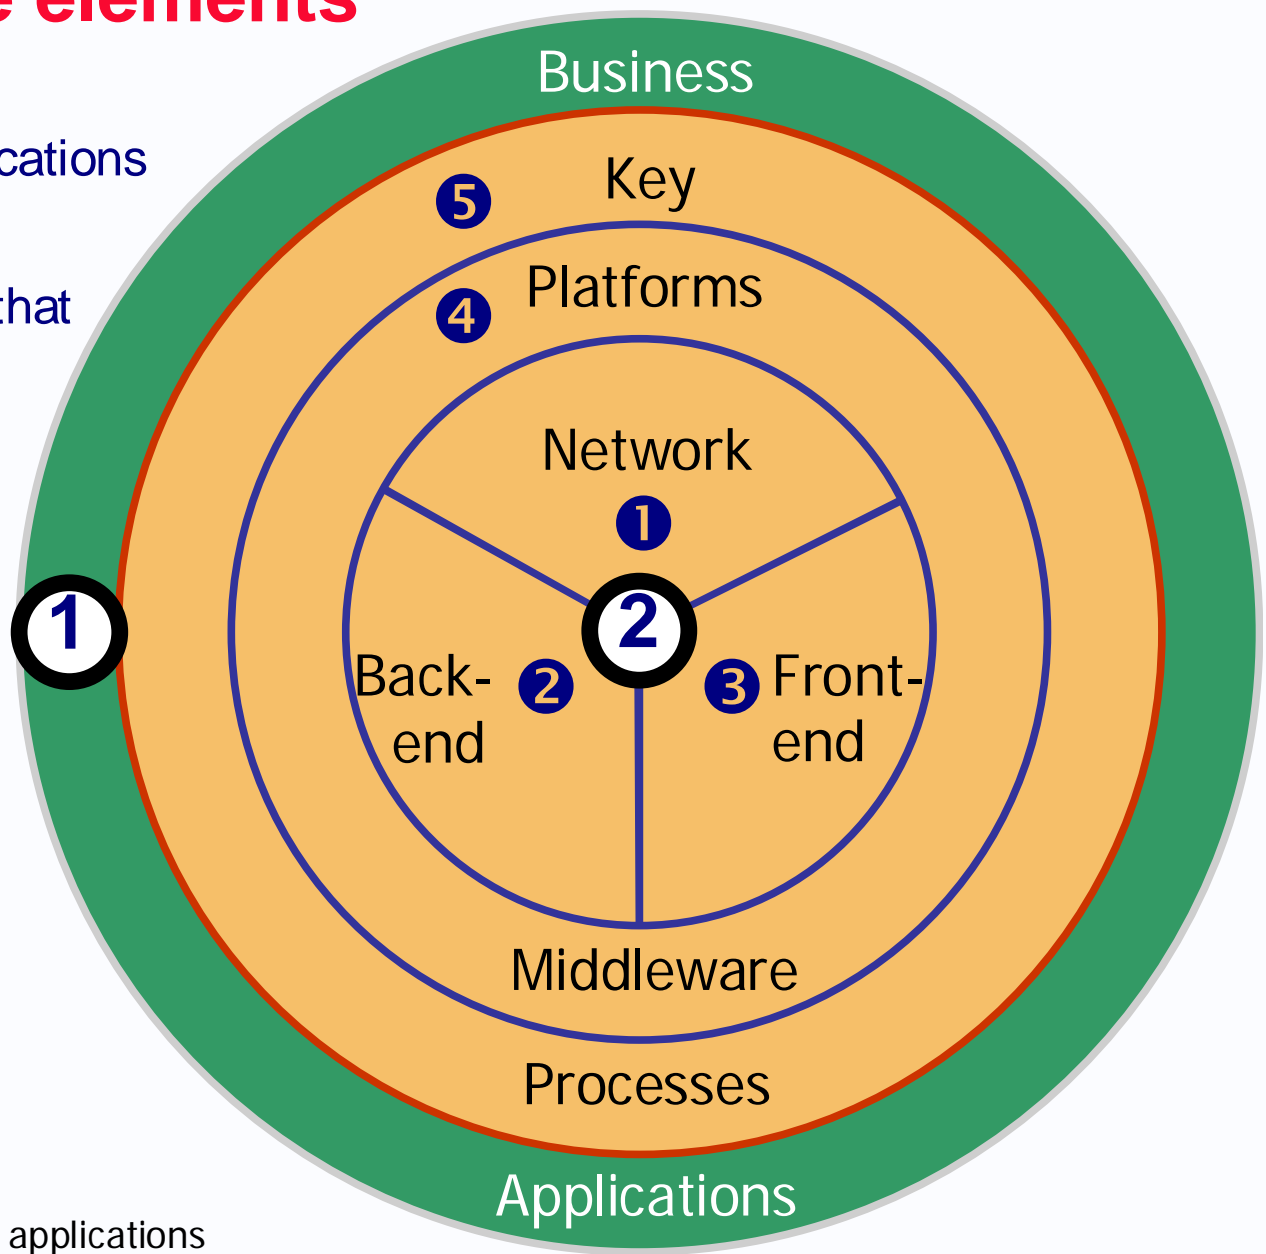 e elements
Business
cations
Key
5
that
Platforms
4
Network
1
1
2
Back-
end
2
3
Front-
end
Middleware
Processes
Applications
applications